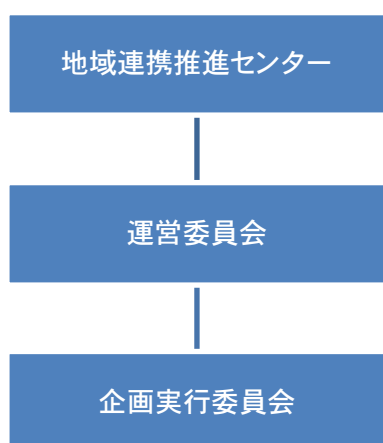 地域連携推進センター
運営委員会
企画実行委員会